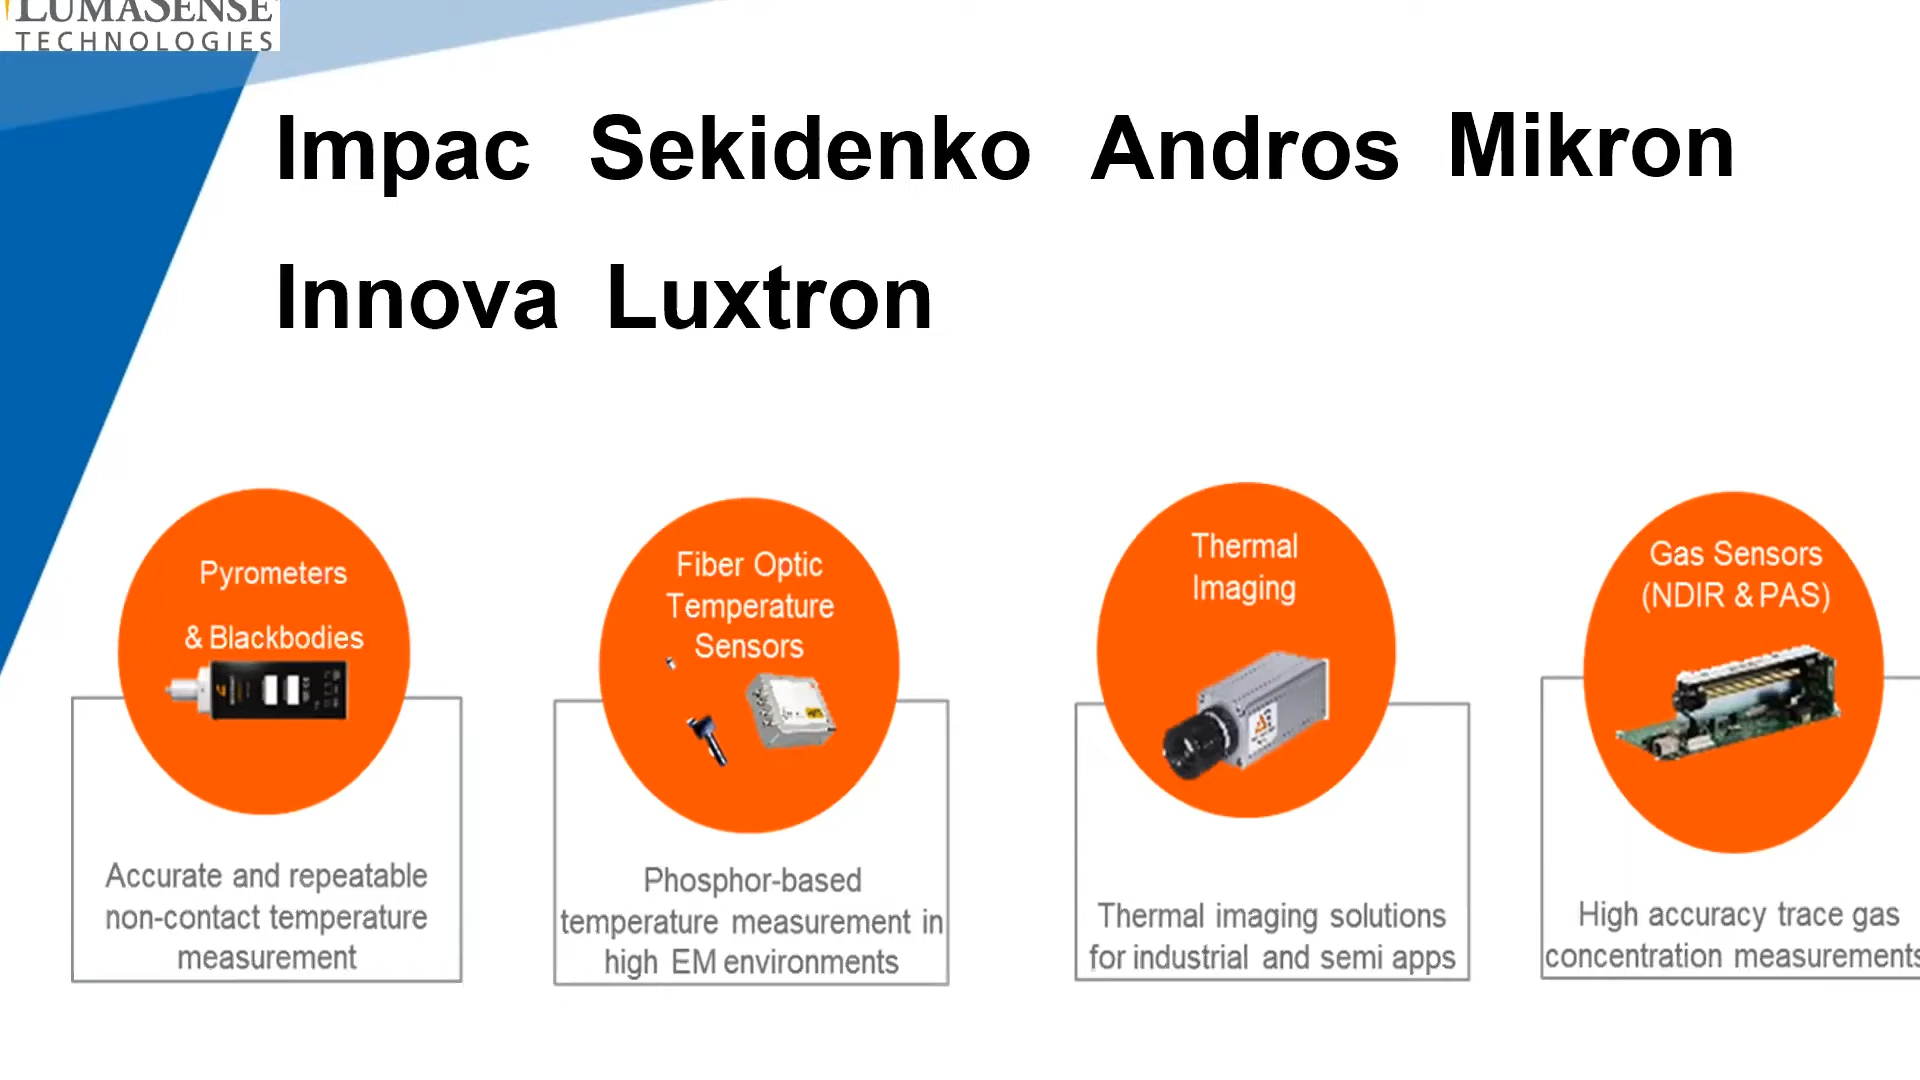 LUMASENSE
TECHNOLOGIES
Impac Sekidenko Andros Mikron
Innova Luxtron
Pyrometers
& Blackbodies
Accurate and repeatable
non-contact temperature
measurement
Fiber Optic
Temperature
Sensors
Phosphor-based
temperature measurement in
high EM environments
Thermal
Imaging
Thermal imaging solutions
for industrial and semi apps
Gas Sensors
(NDIR & PAS)
High accuracy trace gas
concentration measurements